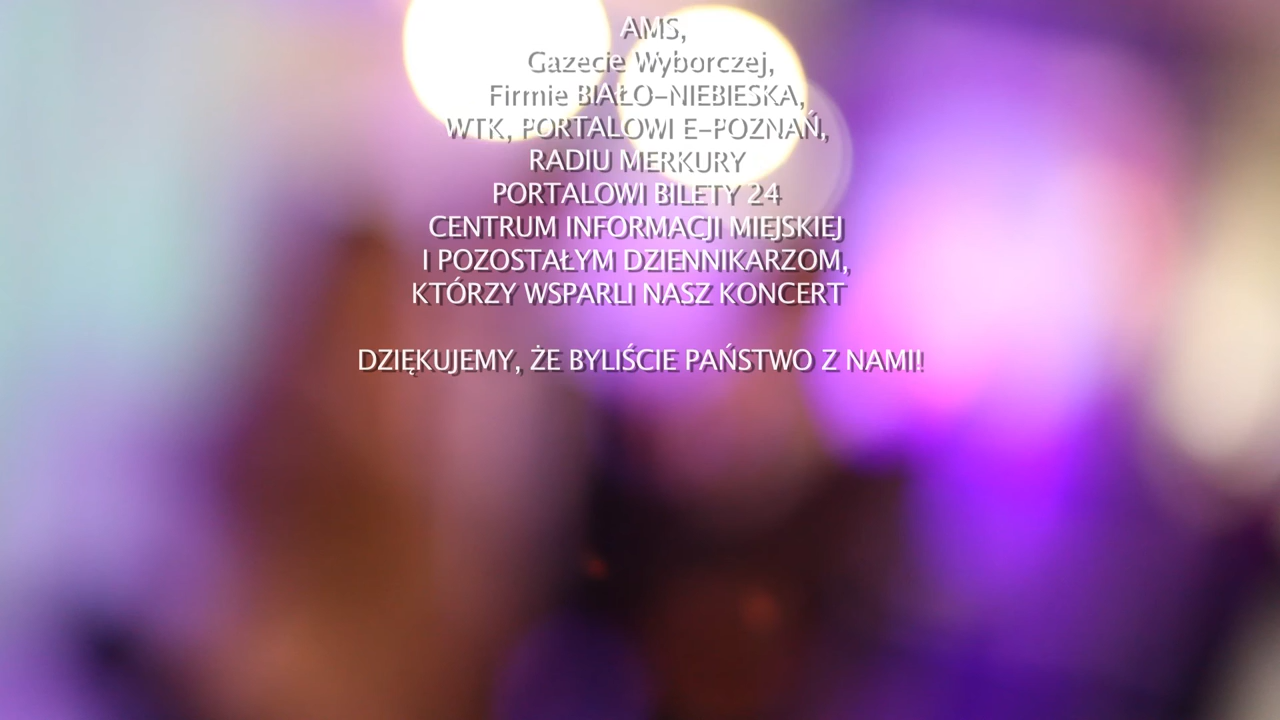 AMS,
Gazecie Wyborczej,
Firmie BIAŁO-NIEBIESKA,
WTK, PORTALOWI E-POZNAŃ,
RADIU MERKURY
PORTALOWI BILETY 24
CENTRUM INFORMACJI MIEJSKIEJ
I POZOSTAŁYM DZIENNIKARZOM,
KTÓRZY WSPARLI NASZ KONCERT
DZIĘKUJEMY, ŻE BYLIŚCIE PAŃSTWO Z NAMI!